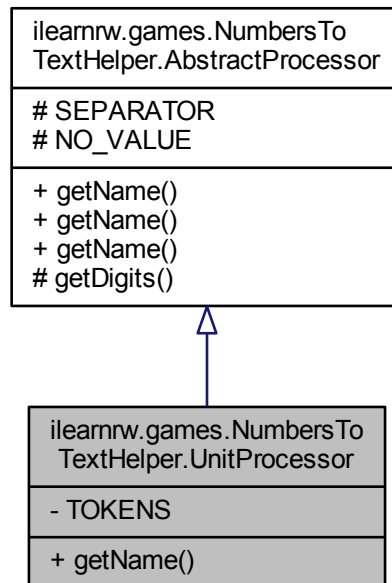 ilearnrw.games.NumbersTo
TextHelper.AbstractProcessor
# SEPARATOR
# NO_VALUE
+ getName()
+ getName()
+ getName()
# getDigits()
ilearnrw.games.NumbersTo
TextHelper.UnitProcessor
- TOKENS
+ getName()